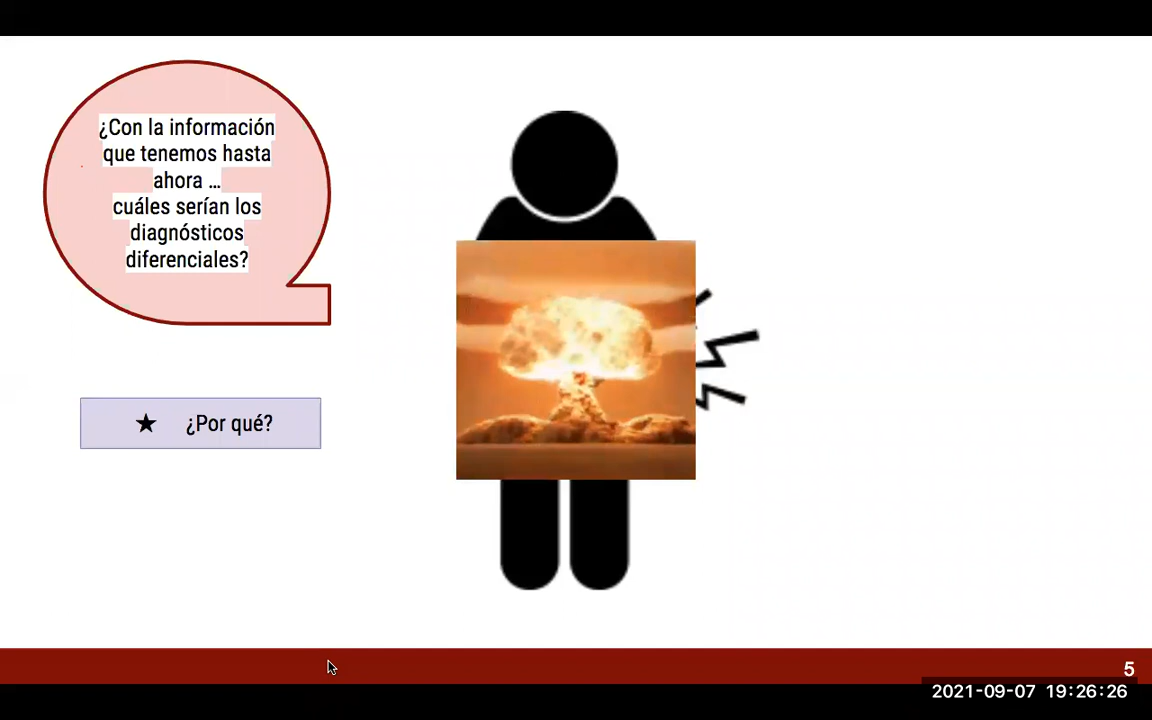 ¿Con la información
que tenemos hasta
ahora ...
cuáles serían los
diagnósticos
diferenciales?
★ ¿Por qué?
5
2021-09-07 19:26:26